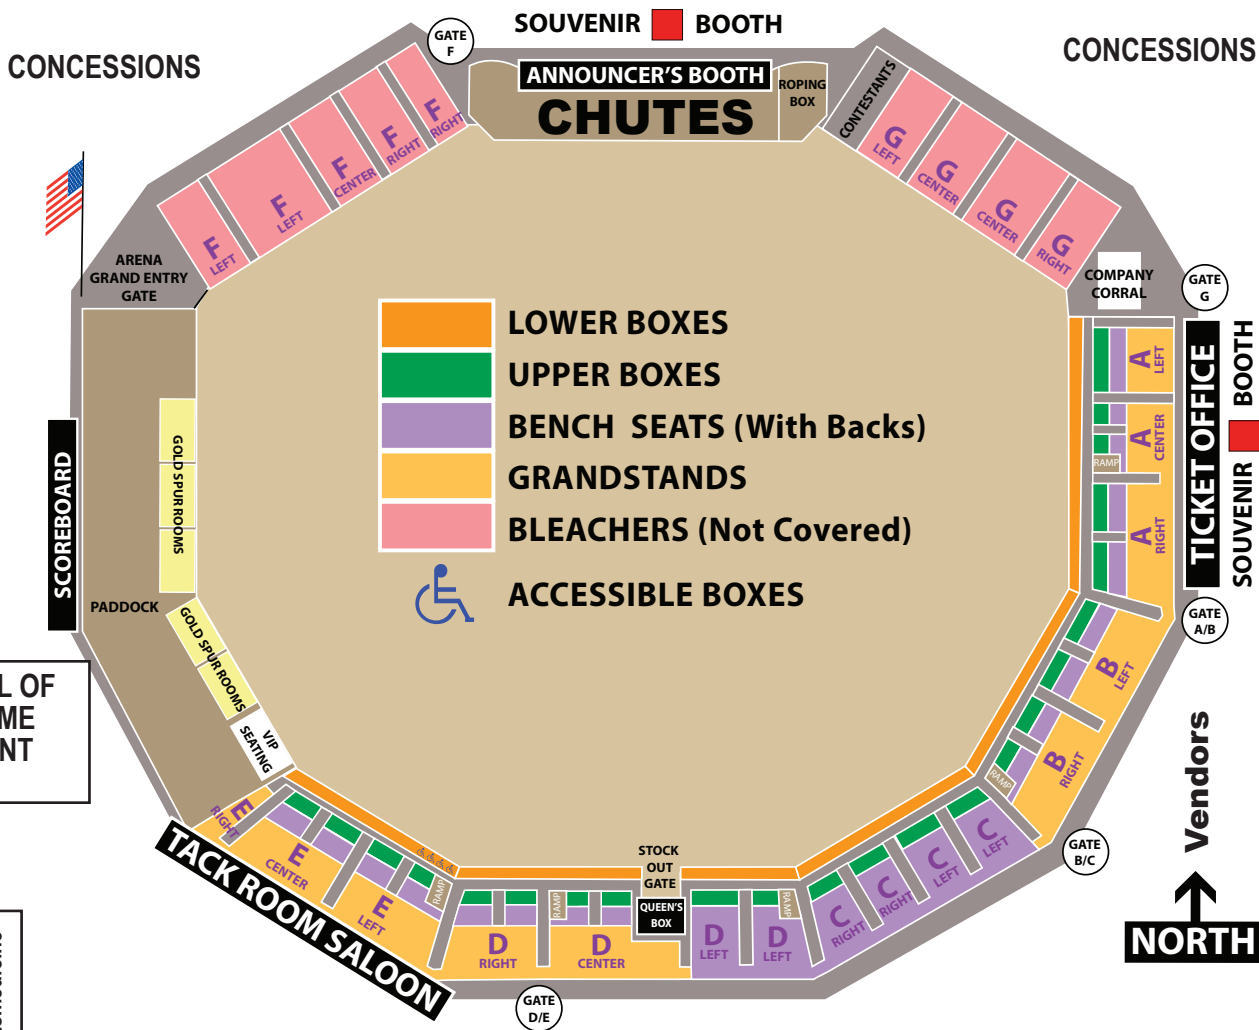 SOUVENIR BOOTH
GATE
F
CONCESSIONS
CONCESSIONS
ANNOUNCER'S BOOTH
CHUTES
ROPING
BOX
CONTESTANTS
F
RIGHT
F
RIGHT
F
CENTER
F
LEFT
F
LEFT
G
LEFT
G
CENTER
G
CENTER
G
RIGHT
ARENA
GRAND ENTRY
GATE
COMPANY
CORRAL
GATE
G
LOWER BOXES
UPPER BOXES
BENCH SEATS (With Backs)
GRANDSTANDS
BLEACHERS (Not Covered)
ACCESSIBLE BOXES
A
LEFT
A
CENTER
RAMP
A
RIGHT
TICKET OFFICE
SOUVENIR BOOTH
SCOREBOARD
GOLD SPUR ROOMS
PADDOCK
GOLD SPUR ROOMS
VIP
SEATING
GATE
A/B
B
LEFT
B
RIGHT
RAMP
L OF
ME
NT
Vendors
GATE
B/C
NORTH
E
RIGHT
E
CENTER
E
LEFT
RAMP
TACK ROOM SALOON
STOCK
OUT
GATE
QUEEN'S
BOX
D
RIGHT
RAMP
D
CENTER
D
LEFT
D
LEFT
RAMP
C
RIGHT
C
RIGHT
C
LEFT
C
LEFT
GATE
D/E